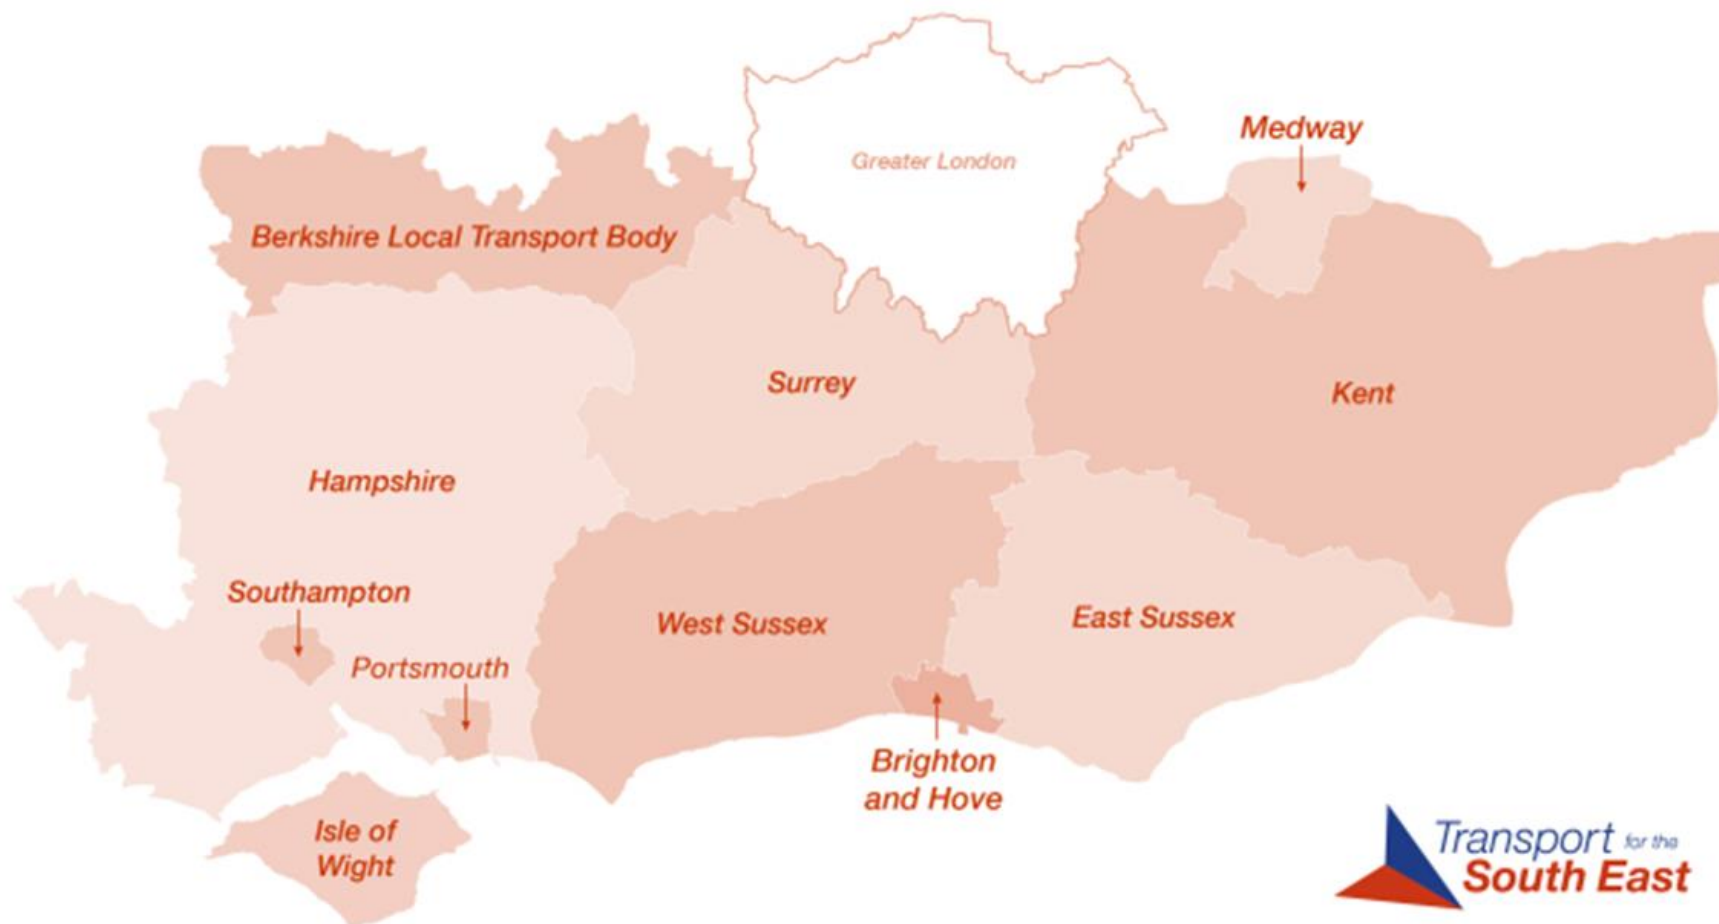 Medway
Greater London
Berkshire Local Transport Body
Surrey
Kent
Hampshire
Southampton
West Sussex
East Sussex
Portsmouth
Brighton
and Hove
Isle of
Wight
Transport for the
South East